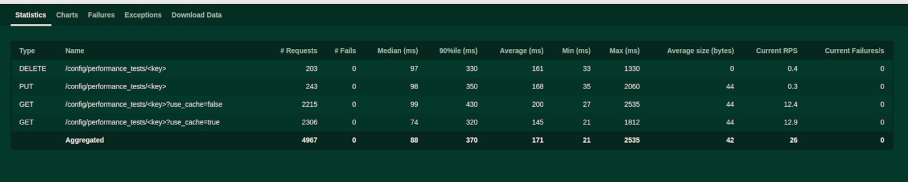 Statistics Charts Failures Exceptions Download Data
Type Name # Requests # Fails Median (ms) 90%ile (ms) Average (ms) Min (ms) Max (ms) Average size (bytes) Current RPS Current Failures/s
DELETE /config/performance_tests/<key> 203 0 97 330 161 33 1330 0 0.4 0
PUT /config/performance_tests/<key> 243 0 98 350 168 35 2060 44 0.3 0
GET /config/performance_tests/<key>?use_cache=false 2215 0 99 430 200 27 2535 44 12.4 0
GET /config/performance_tests/<key>?use_cache=true 2306 0 74 320 145 21 1812 44 12.9 0
Aggregated 4967 0 88 370 171 21 2535 42 26 0